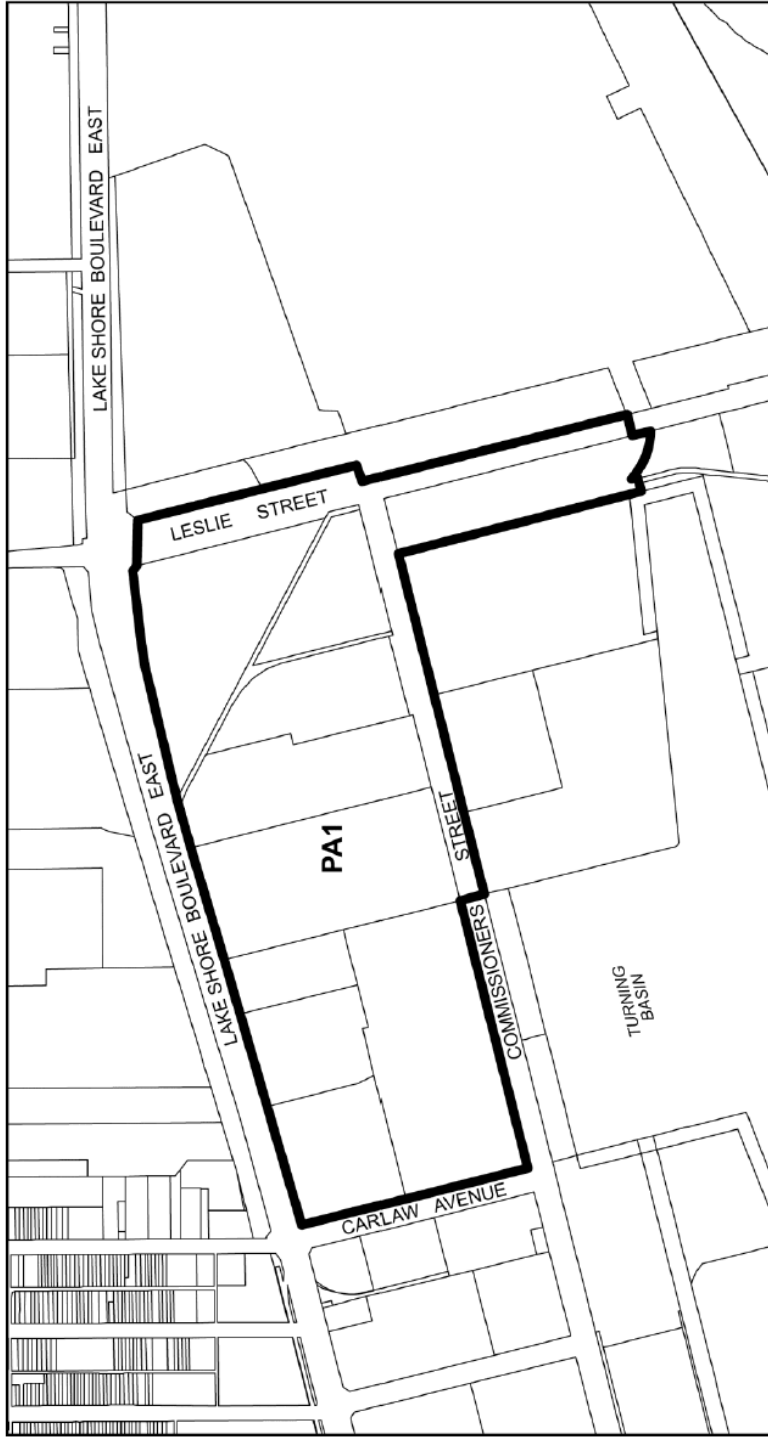 LAKE SHORE BOULEVARD EAST
LESLIE STREET
LAKE SHORE BOULEVARD EAST
PA1
STREET
COMMISSIONERS
TURNING
BASIN
CARLAW AVENUE